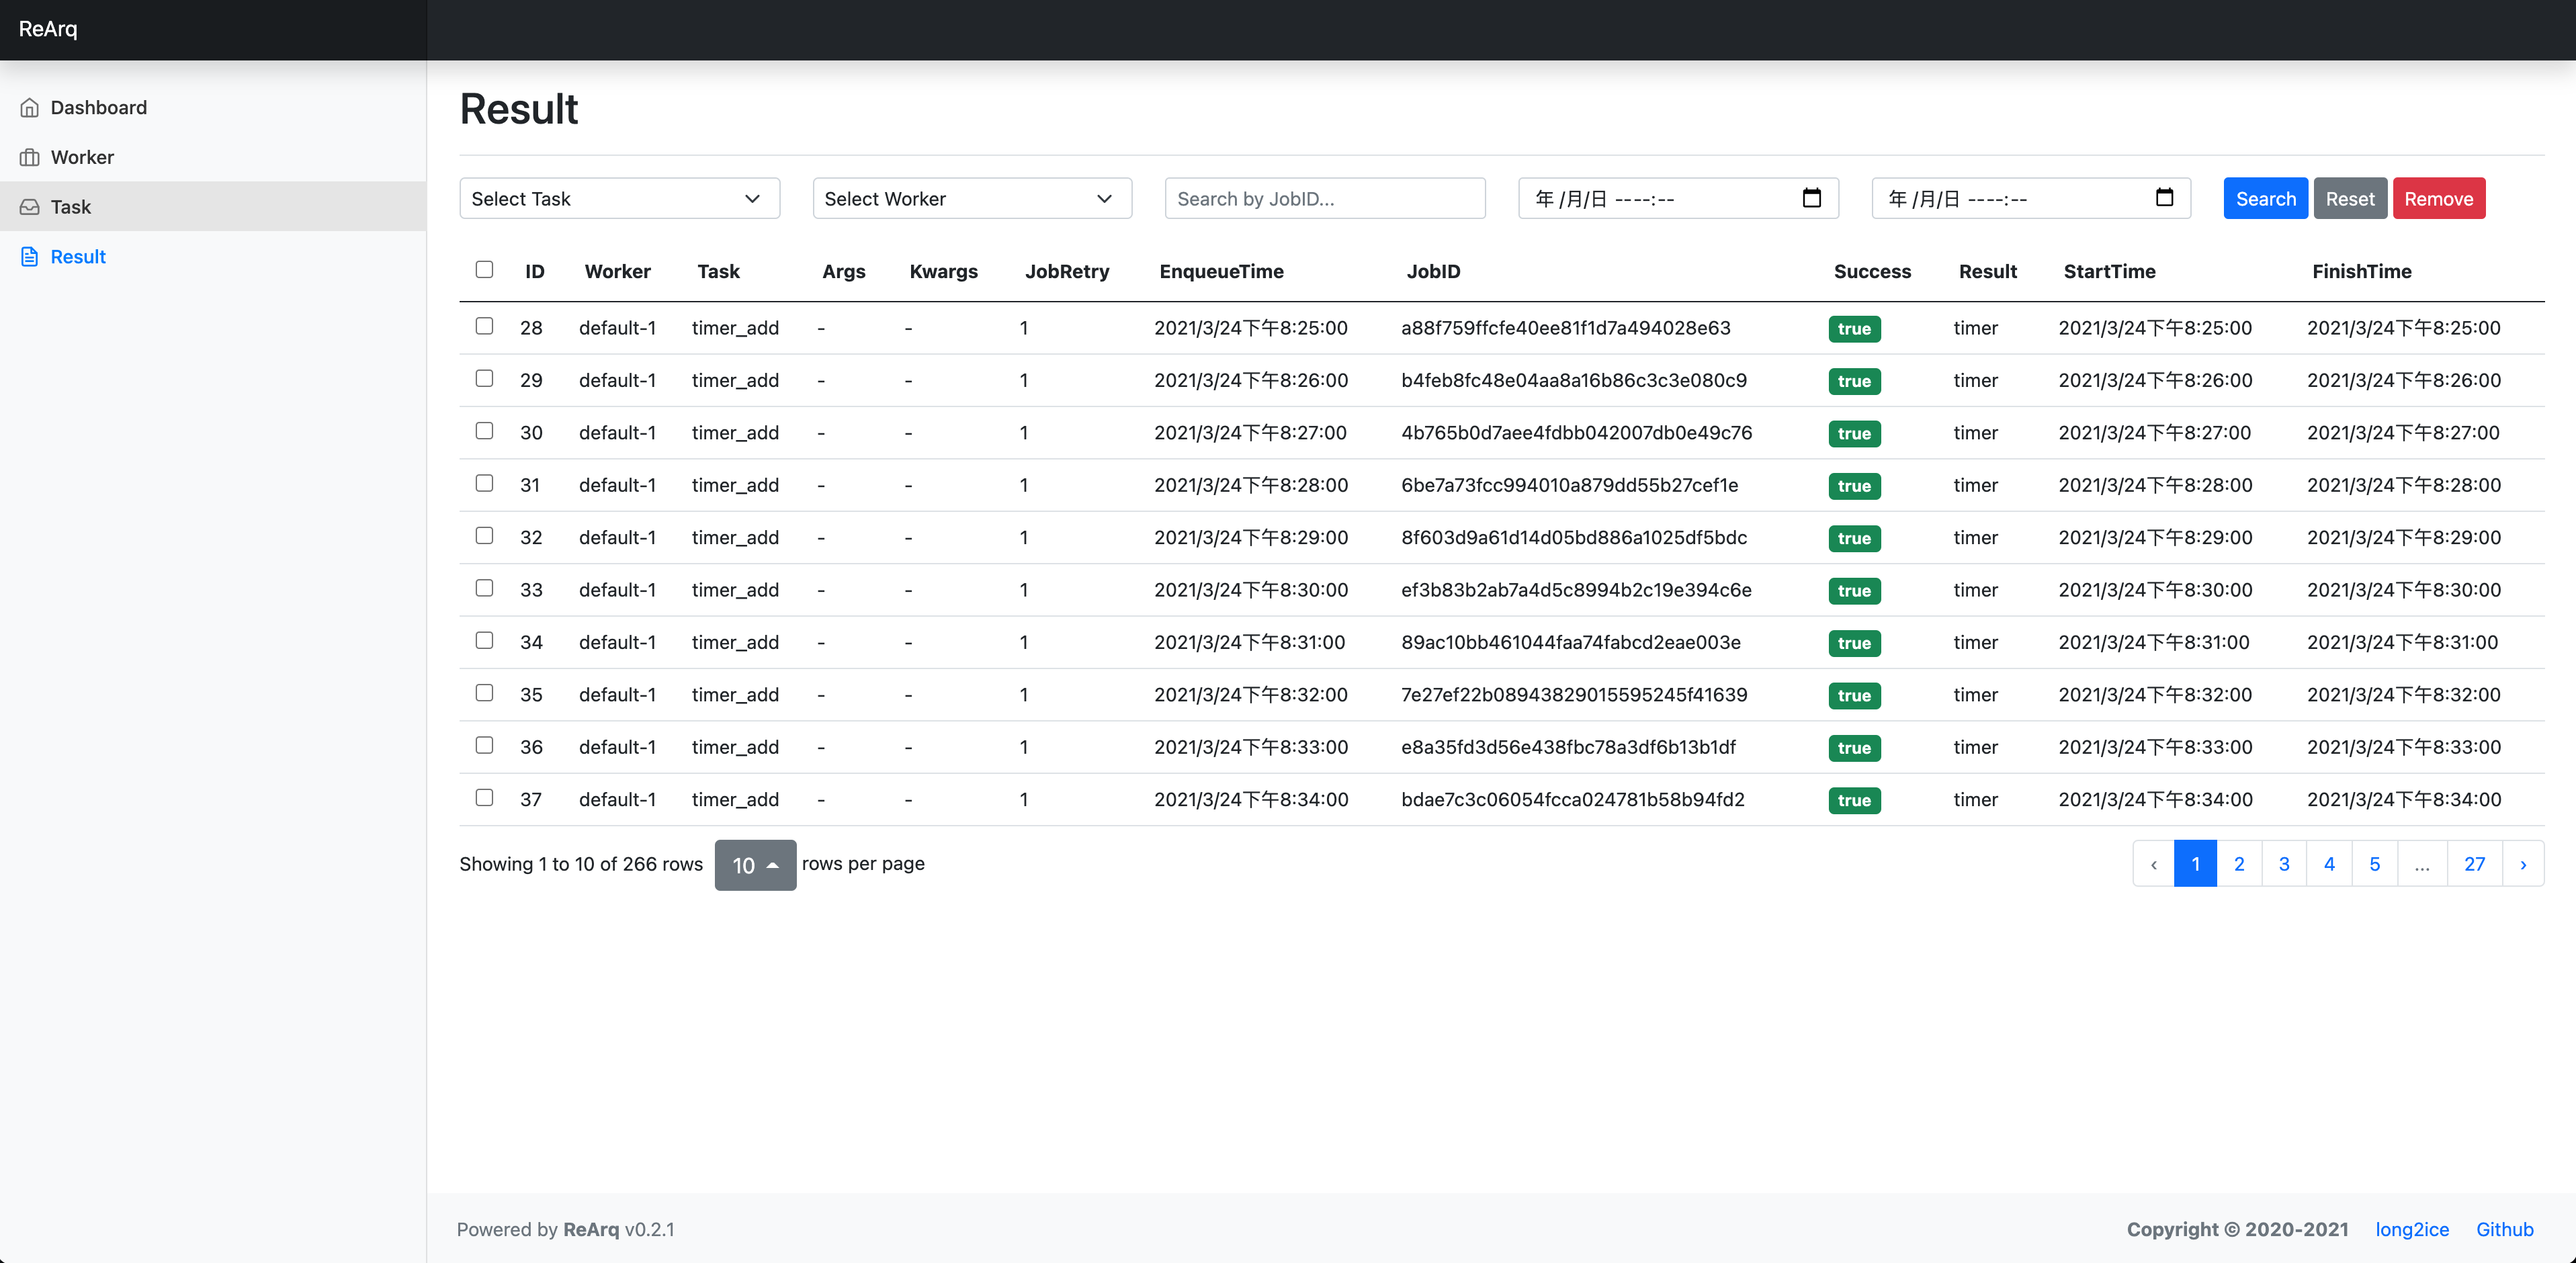 ReArq
Dashboard
Worker
Task
Result
Result
Select Task Select Worker Search by JobID... 年 /月/日 ----:-- 年 /月/日 ----:-- Search Reset Remove
ID Worker Task Args Kwargs JobRetry EnqueueTime JobID Success Result StartTime FinishTime
28 default-1 timer_add - - 1 2021/3/24下午8:25:00 a88f759ffcfe40ee81f1d7a494028e63 true timer 2021/3/24下午8:25:00 2021/3/24下午8:25:00
29 default-1 timer_add - - 1 2021/3/24下午8:26:00 b4feb8fc48e04aa8a16b86c3c3e080c9 true timer 2021/3/24下午8:26:00 2021/3/24下午8:26:00
30 default-1 timer_add - - 1 2021/3/24下午8:27:00 4b765b0d7aee4fdbb042007db0e49c76 true timer 2021/3/24下午8:27:00 2021/3/24下午8:27:00
31 default-1 timer_add - - 1 2021/3/24下午8:28:00 6be7a73fcc994010a879dd55b27cef1e true timer 2021/3/24下午8:28:00 2021/3/24下午8:28:00
32 default-1 timer_add - - 1 2021/3/24下午8:29:00 8f603d9a61d14d05bd886a1025df5bdc true timer 2021/3/24下午8:29:00 2021/3/24下午8:29:00
33 default-1 timer_add - - 1 2021/3/24下午8:30:00 ef3b83b2ab7a4d5c8994b2c19e394c6e true timer 2021/3/24下午8:30:00 2021/3/24下午8:30:00
34 default-1 timer_add - - 1 2021/3/24下午8:31:00 89ac10bb461044faa74fabcd2eae003e true timer 2021/3/24下午8:31:00 2021/3/24下午8:31:00
35 default-1 timer_add - - 1 2021/3/24下午8:32:00 7e27ef22b08943829015595245f41639 true timer 2021/3/24下午8:32:00 2021/3/24下午8:32:00
36 default-1 timer_add - - 1 2021/3/24下午8:33:00 e8a35fd3d56e438fbc78a3df6b13b1df true timer 2021/3/24下午8:33:00 2021/3/24下午8:33:00
37 default-1 timer_add - - 1 2021/3/24下午8:34:00 bdae7c3c06054fcca024781b58b94fd2 true timer 2021/3/24下午8:34:00 2021/3/24下午8:34:00
Showing 1 to 10 of 266 rows 10 rows per page ‹ 1 2 3 4 5 ... 27 ›
Powered by ReArq v0.2.1 Copyright © 2020-2021 long2ice Github